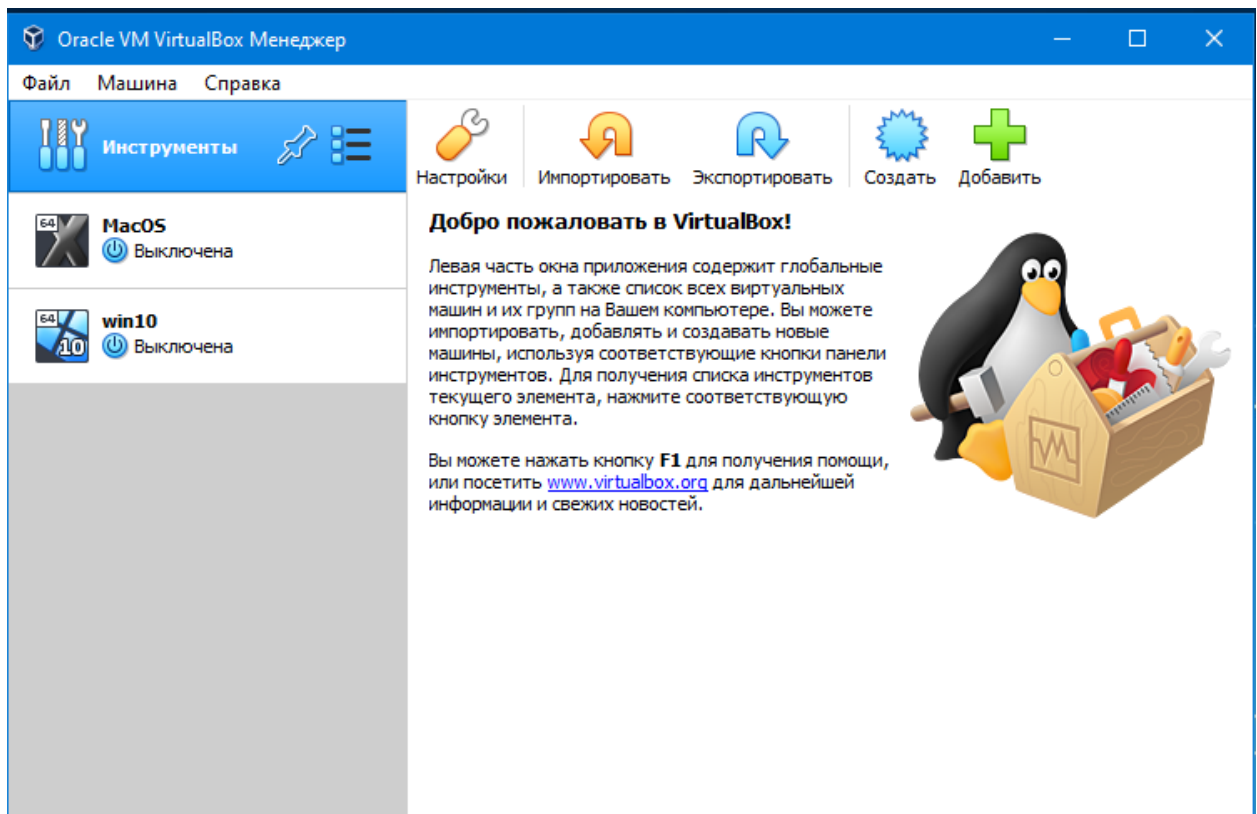 Oracle VM VirtualBox Менеджер
Файл Машина Справка
Инструменты
Настройки Импортировать Экспортировать Создать Добавить
64
MacOS
Выключена
64
10
win10
Выключена
Добро пожаловать в VirtualBox!
Левая часть окна приложения содержит глобальные
инструменты, а также список всех виртуальных
машин и их групп на Вашем компьютере. Вы можете
импортировать, добавлять и создавать новые
машины, используя соответствующие кнопки панели
инструментов. Для получения списка инструментов
текущего элемента, нажмите соответствующую
кнопку элемента.
Вы можете нажать кнопку F1 для получения помощи,
или посетить www.virtualbox.org для дальнейшей
информации и свежих новостей.